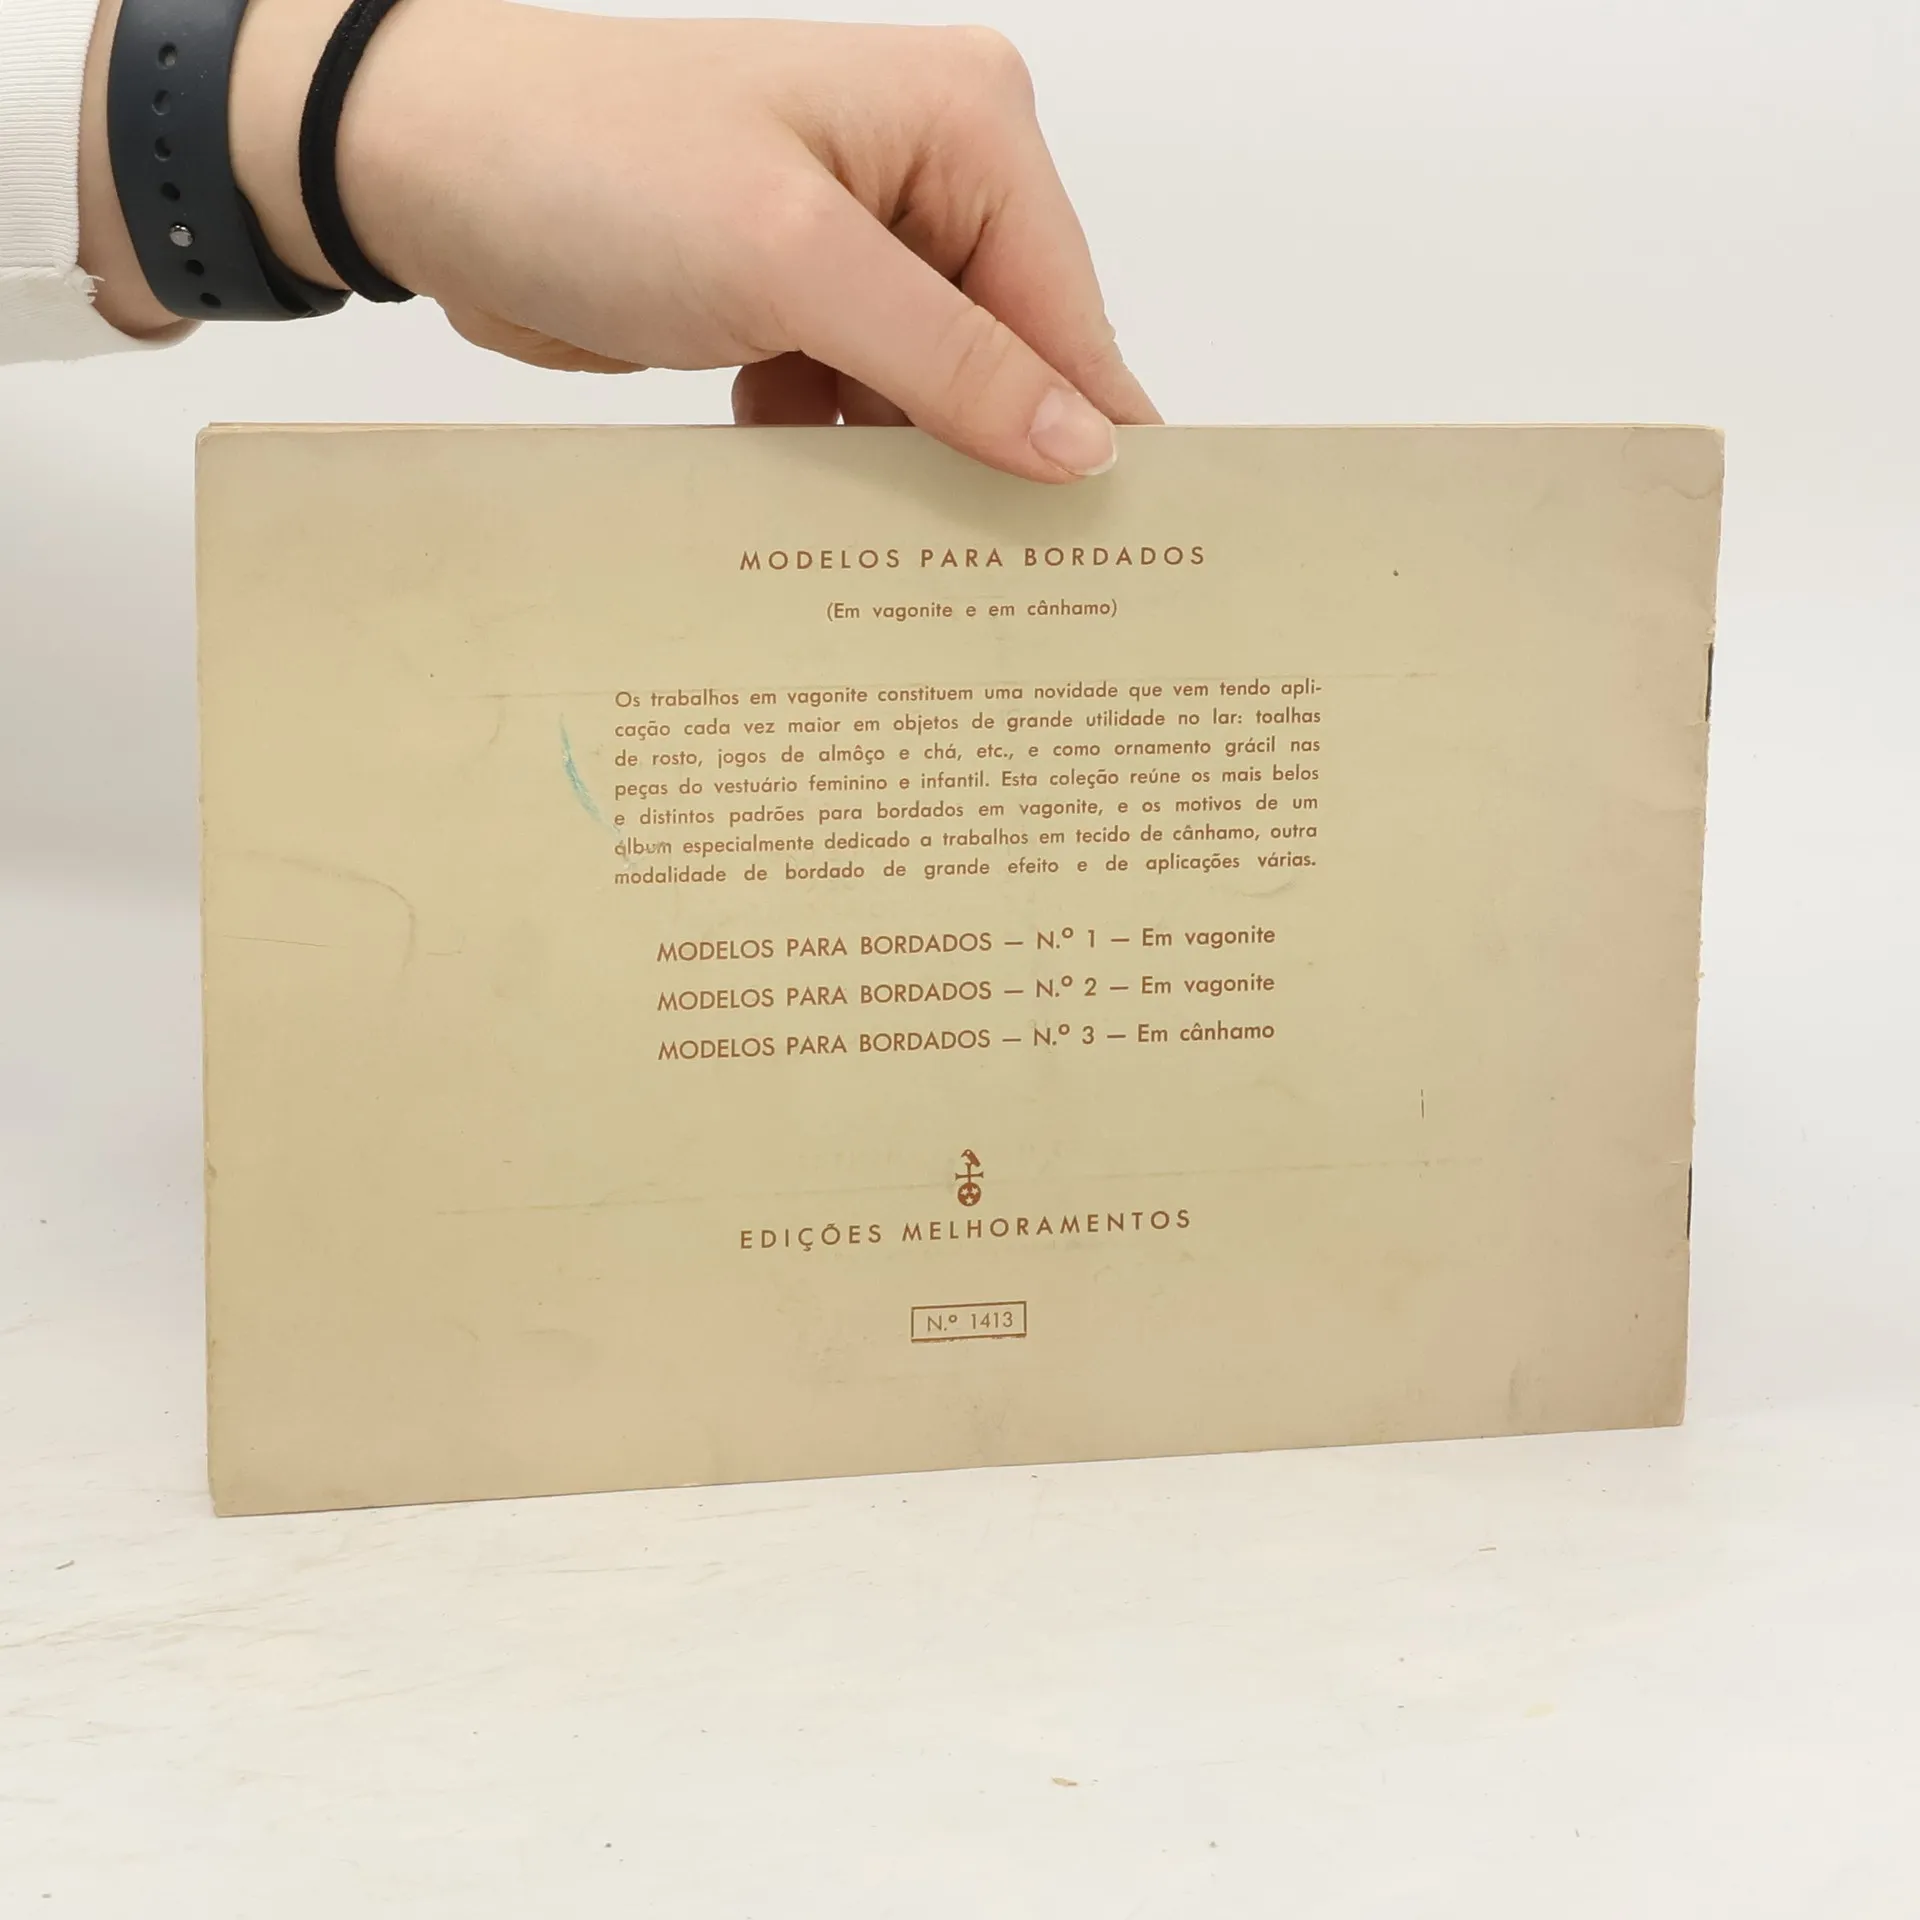 MODELOS PARA BORDADOS
(Em vagonite e em cânhamo)
Os trabalhos em vagonite constituem uma novidade que vem tendo apli-
cação cada vez maior em objetos de grande utilidade no lar: toalhas
de rosto, jogos de almôço e chá, etc., e como ornamento grácil nas
peças do vestuário feminino e infantil. Esta coleção reúne os mais belos
e distintos padrões para bordados em vagonite, e os motivos de um
álbum especialmente dedicado a trabalhos em tecido de cânhamo, outra
modalidade de bordado de grande efeito e de aplicações várias.
MODELOS PARA BORDADOS — N.º 1 — Em vagonite
MODELOS PARA BORDADOS — N.º 2 — Em vagonite
MODELOS PARA BORDADOS — N.º 3 — Em cânhamo
EDIÇÕES MELHORAMENTOS
N.º 1413